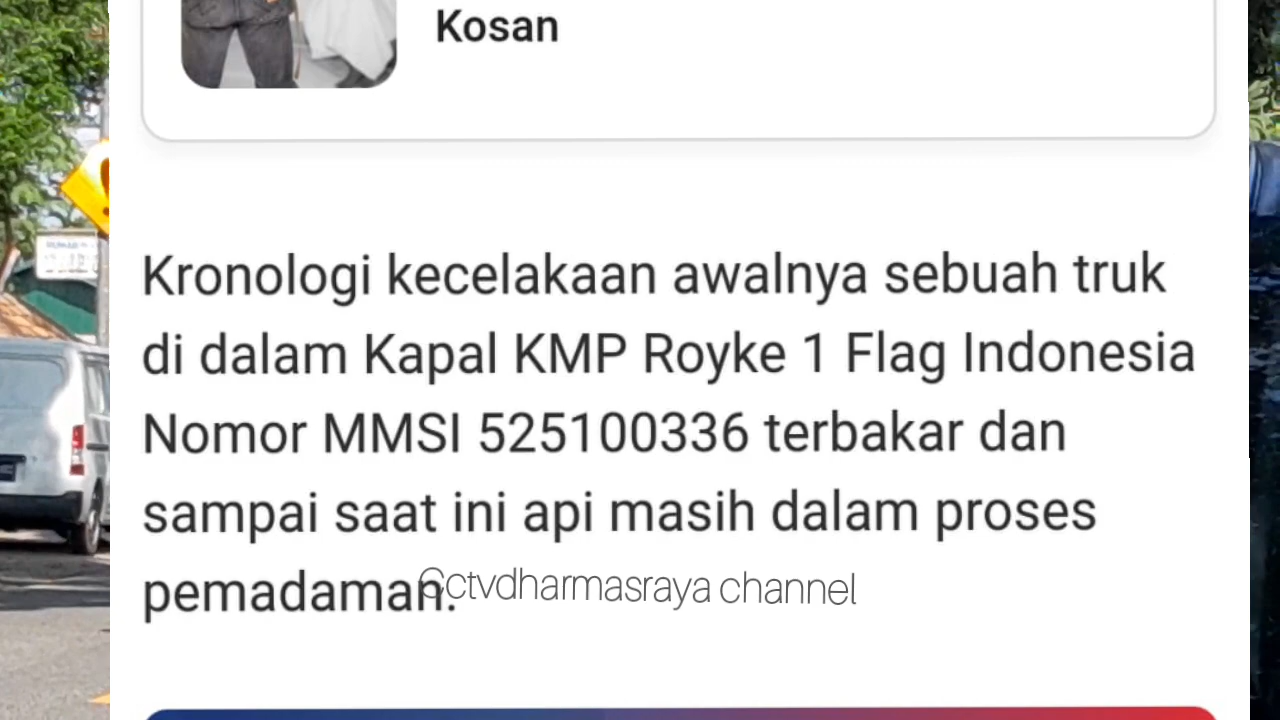 Kosan
Kronologi kecelakaan awalnya sebuah truk
di dalam Kapal KMP Royke 1 Flag Indonesia
Nomor MMSI 525100336 terbakar dan
sampai saat ini api masih dalam proses
pemadaman.
Cctvdharmasraya channel